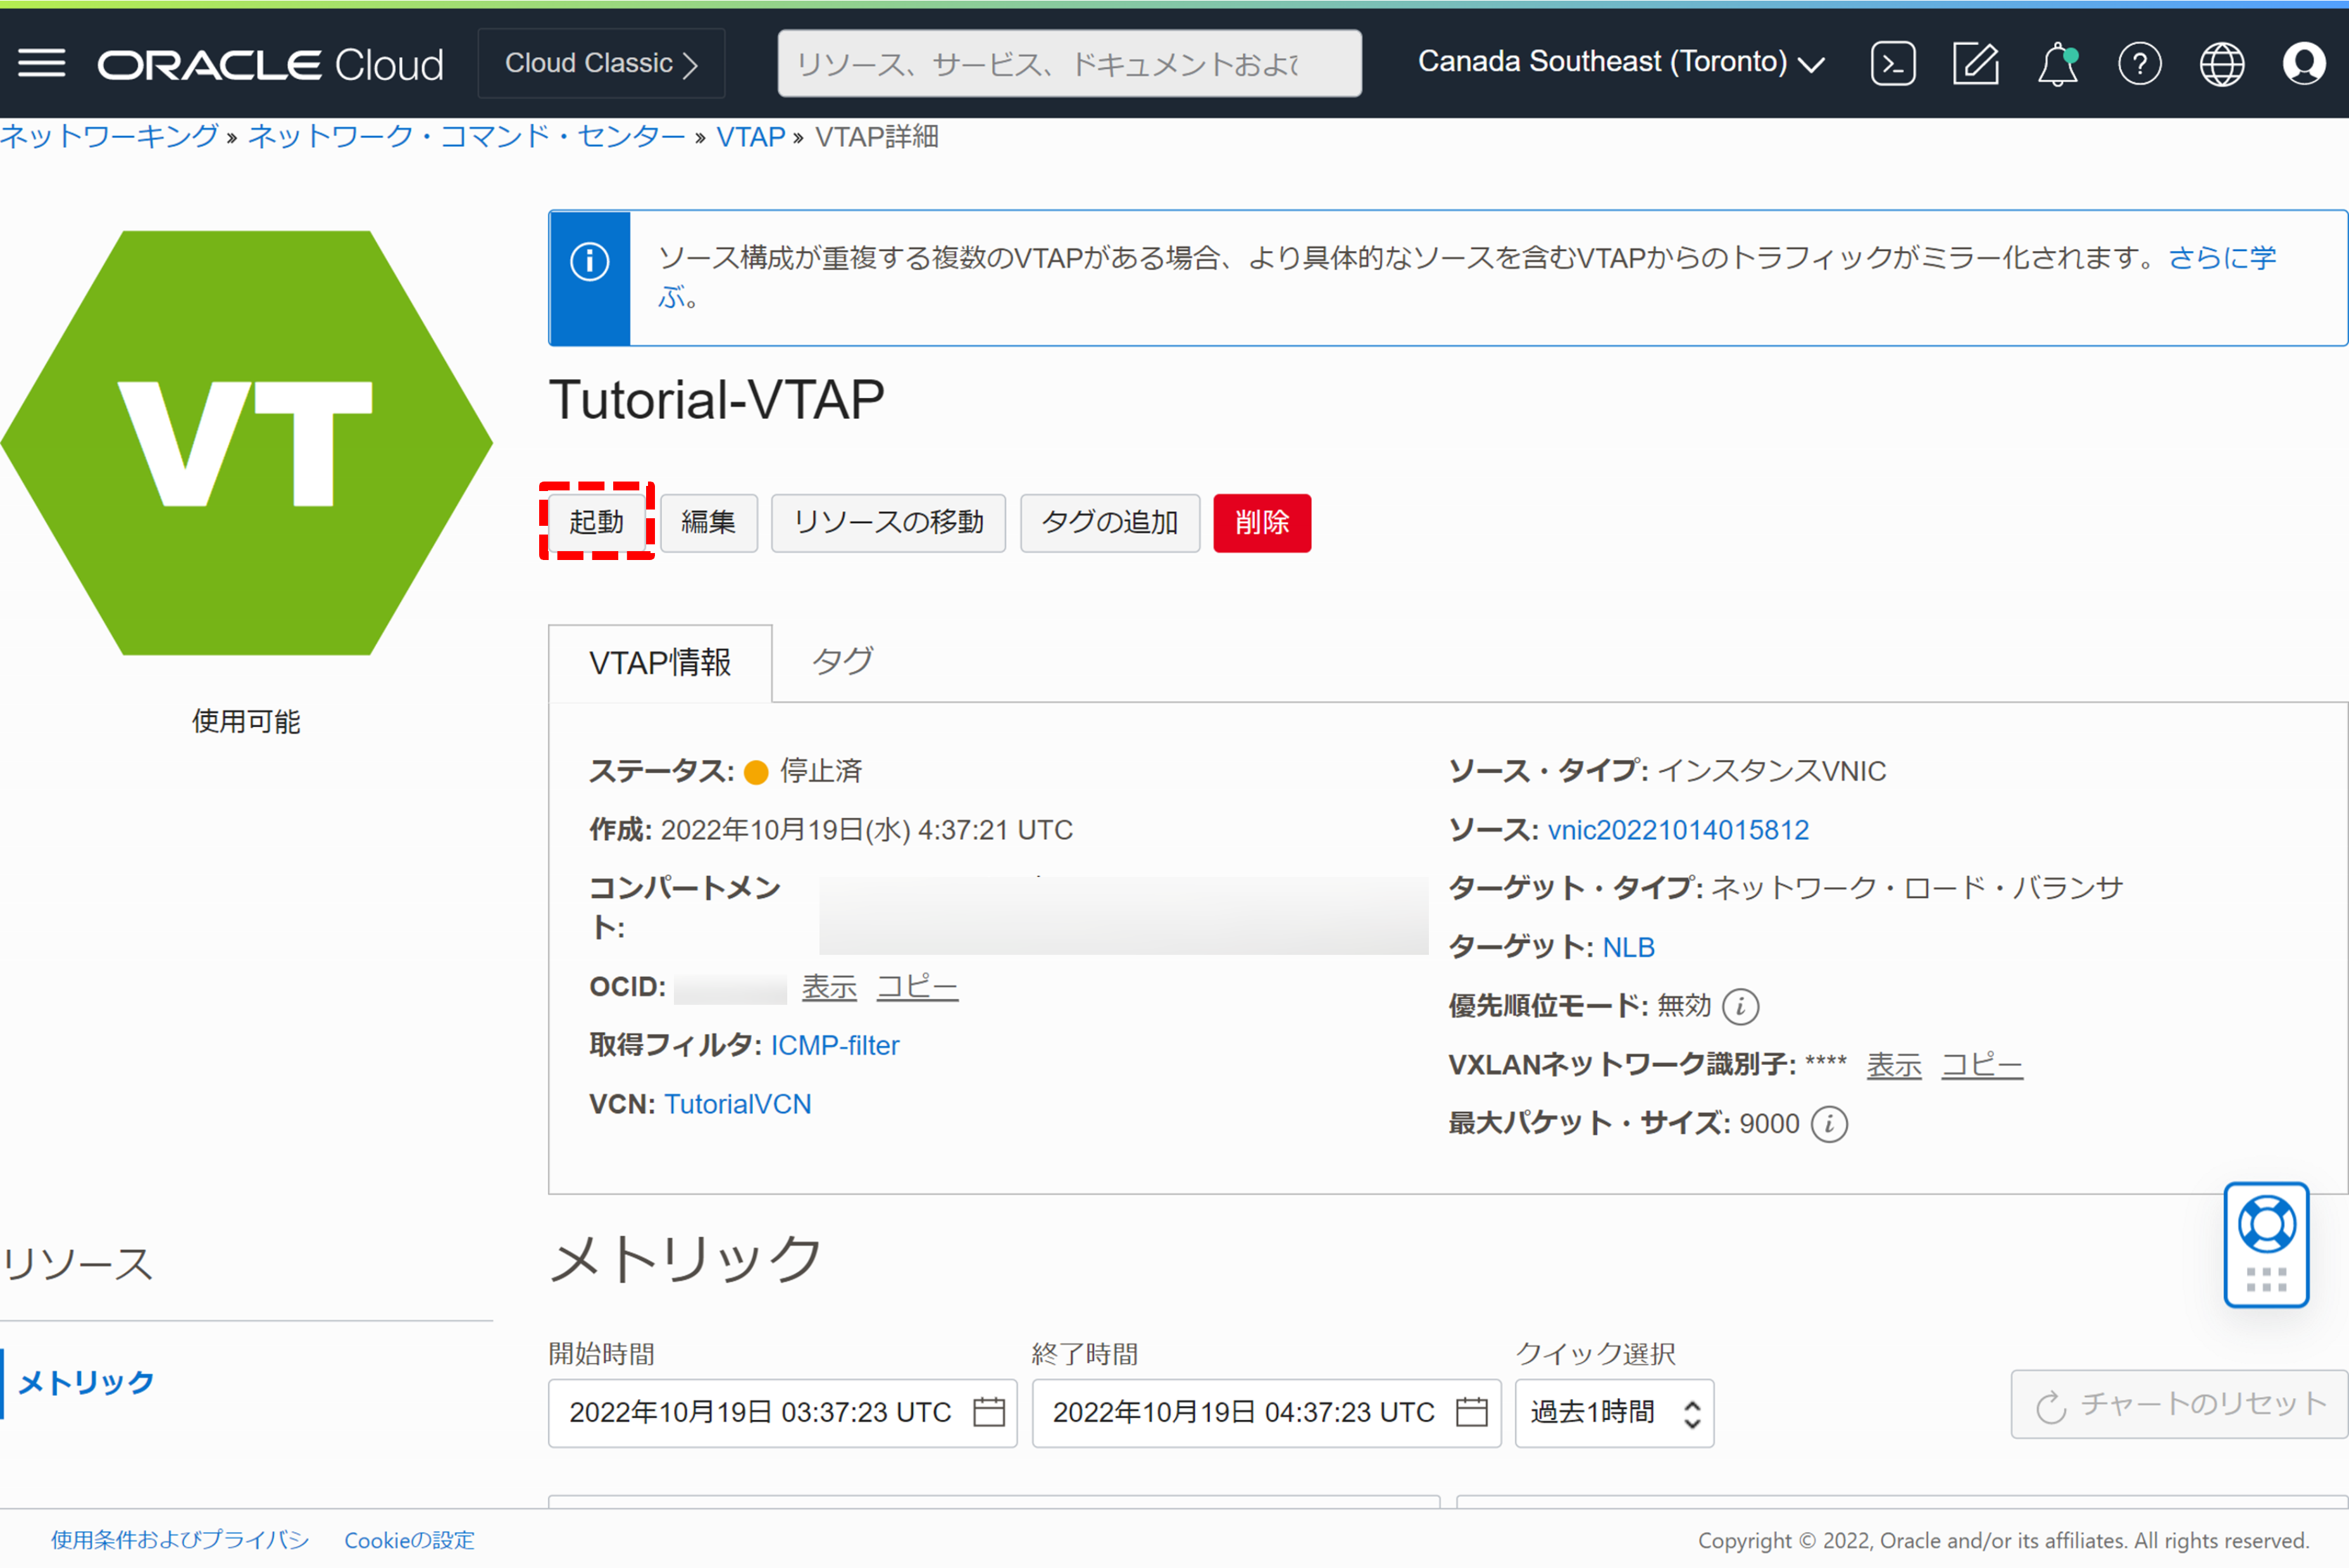 ORACLE Cloud
Cloud Classic
リソース、サービス、ドキュメントおよび
Canada Southeast (Toronto)
ネットワーキング » ネットワーク・コマンド・センター » VTAP » VTAP詳細
ソース構成が重複する複数のVTAPがある場合、より具体的なソースを含むVTAPからのトラフィックがミラー化されます。さらに学
ぶ。
VT
使用可能
Tutorial-VTAP
起動
編集
リソースの移動
タグの追加
削除
VTAP情報
タグ
ステータス: 停止済
作成: 2022年10月19日(水) 4:37:21 UTC
コンパートメン
ト:
OCID: 表示 コピー
取得フィルタ: ICMP-filter
VCN: TutorialVCN
ソース・タイプ: インスタンスVNIC
ソース: vnic20221014015812
ターゲット・タイプ: ネットワーク・ロード・バランサ
ターゲット: NLB
優先順位モード: 無効
VXLANネットワーク識別子: **** 表示 コピー
最大パケット・サイズ: 9000
リソース
メトリック
メトリック
開始時間
2022年10月19日 03:37:23 UTC
終了時間
2022年10月19日 04:37:23 UTC
クイック選択
過去1時間
チャートのリセット
使用条件およびプライバシ
Cookieの設定
Copyright © 2022, Oracle and/or its affiliates. All rights reserved.